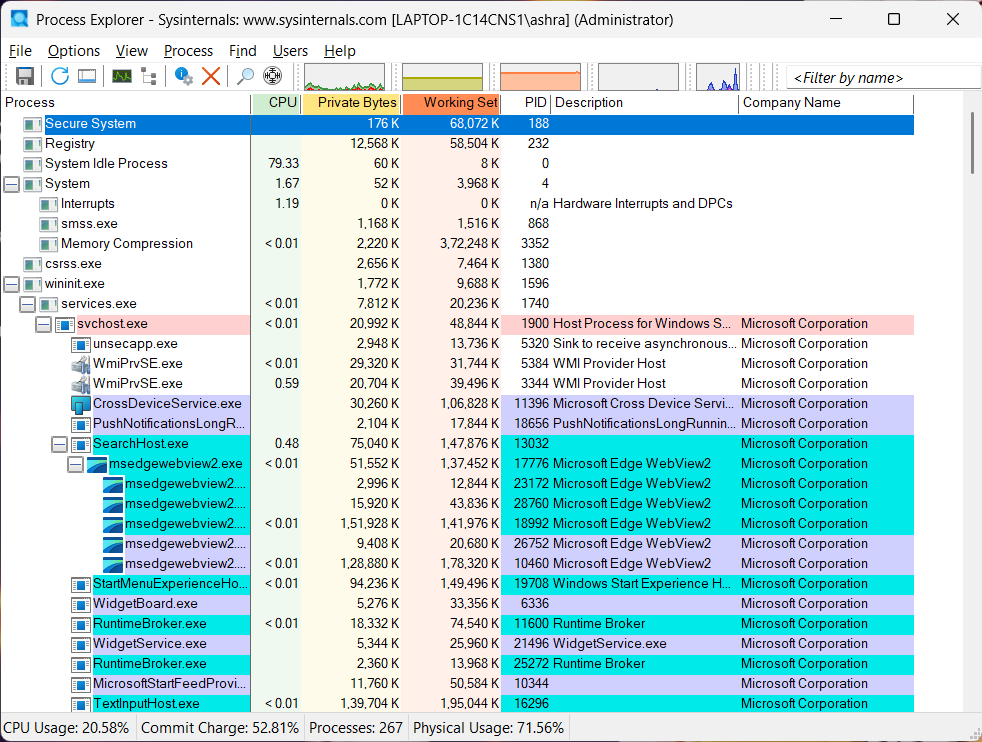 Process Explorer - Sysinternals: www.sysinternals.com [LAPTOP-1C14CNS1\ashra] (Administrator)
File Options View Process Find Users Help
<Filter by name>
Process CPU Private Bytes Working Set PID Description Company Name
Secure System 176 K 68,072 K 188
Registry 12,568 K 58,504 K 232
System Idle Process 79.33 60 K 8 K 0
System 1.67 52 K 3,968 K 4
Interrupts 1.19 0 K 0 K n/a Hardware Interrupts and DPCs
smss.exe 1,168 K 1,516 K 868
Memory Compression < 0.01 2,220 K 3,72,248 K 3352
csrss.exe 2,656 K 7,464 K 1380
wininit.exe 1,772 K 9,688 K 1596
services.exe < 0.01 7,812 K 20,236 K 1740
svchost.exe < 0.01 20,992 K 48,844 K 1900 Host Process for Windows S... Microsoft Corporation
unsecapp.exe 2,948 K 13,736 K 5320 Sink to receive asynchronous... Microsoft Corporation
WmiPrvSE.exe < 0.01 29,320 K 31,744 K 5384 WMI Provider Host Microsoft Corporation
WmiPrvSE.exe 0.59 20,704 K 39,496 K 3344 WMI Provider Host Microsoft Corporation
CrossDeviceService.exe 30,260 K 1,06,828 K 11396 Microsoft Cross Device Servi... Microsoft Corporation
PushNotificationsLongR... 2,104 K 17,844 K 18656 PushNotificationsLongRunnin... Microsoft Corporation
SearchHost.exe 0.48 75,040 K 1,47,876 K 13032 Microsoft Corporation
msedgewebview2.exe < 0.01 51,552 K 1,37,452 K 17776 Microsoft Edge WebView2 Microsoft Corporation
msedgewebview2.... 2,996 K 12,844 K 23172 Microsoft Edge WebView2 Microsoft Corporation
msedgewebview2.... 15,920 K 43,836 K 28760 Microsoft Edge WebView2 Microsoft Corporation
msedgewebview2.... < 0.01 1,51,928 K 1,41,976 K 18992 Microsoft Edge WebView2 Microsoft Corporation
msedgewebview2.... 9,408 K 20,680 K 26752 Microsoft Edge WebView2 Microsoft Corporation
msedgewebview2.... < 0.01 1,28,880 K 1,78,320 K 10460 Microsoft Edge WebView2 Microsoft Corporation
StartMenuExperienceHo... < 0.01 94,236 K 1,49,496 K 19708 Windows Start Experience H... Microsoft Corporation
WidgetBoard.exe 5,276 K 33,356 K 6336 Microsoft Corporation
RuntimeBroker.exe < 0.01 18,332 K 74,540 K 11600 Runtime Broker Microsoft Corporation
WidgetService.exe 5,344 K 25,960 K 21496 WidgetService.exe Microsoft Corporation
RuntimeBroker.exe 2,360 K 13,968 K 25272 Runtime Broker Microsoft Corporation
MicrosoftStartFeedProvi... 11,760 K 50,584 K 10344 Microsoft Corporation
TextInputHost.exe < 0.01 1,39,704 K 1,95,044 K 16296 Microsoft Corporation
CPU Usage: 20.58% Commit Charge: 52.81% Processes: 267 Physical Usage: 71.56%